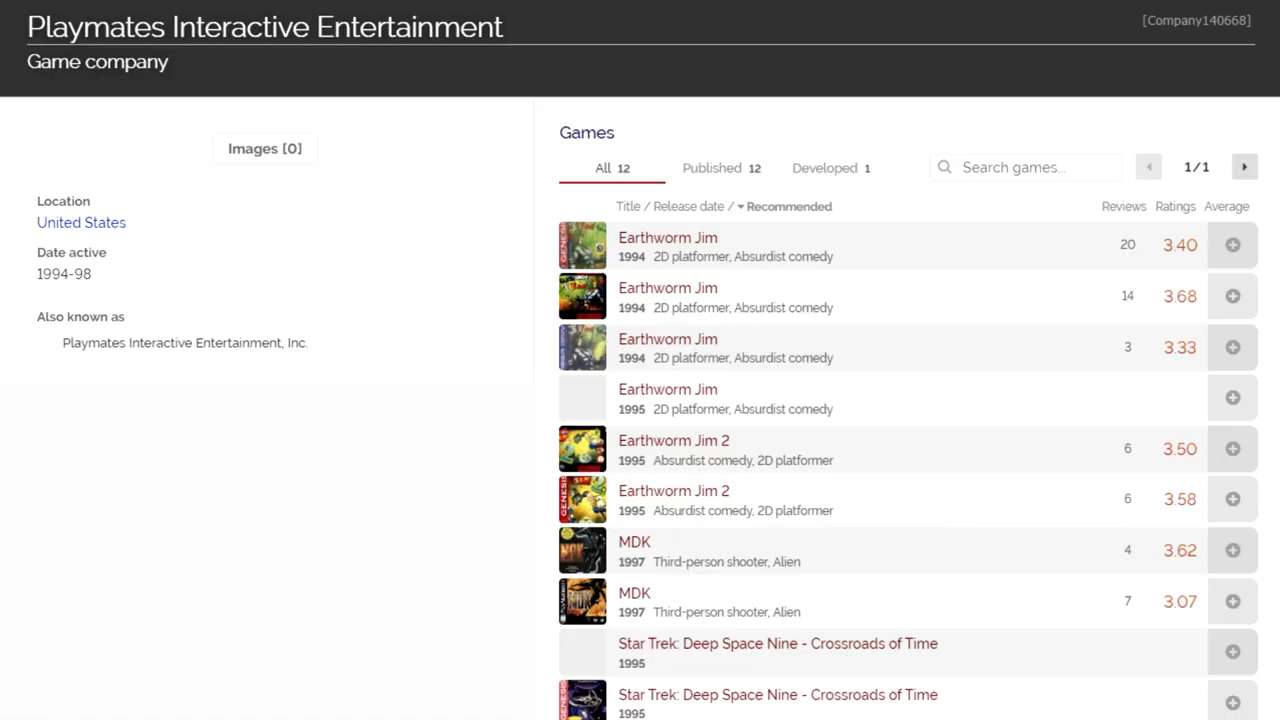 Playmates Interactive Entertainment
[Company140668]
Game company
Images [0]
Location
United States
Date active
1994-98
Also known as
Playmates Interactive Entertainment, Inc.
Games
All 12
Published 12
Developed 1
Search games...
1/1
Title / Release date / Recommended
Reviews Ratings Average
Earthworm Jim
1994 2D platformer, Absurdist comedy
20 3.40
Earthworm Jim
1994 2D platformer, Absurdist comedy
14 3.68
Earthworm Jim
1994 2D platformer, Absurdist comedy
3 3.33
Earthworm Jim
1995 2D platformer, Absurdist comedy
Earthworm Jim 2
1995 Absurdist comedy, 2D platformer
6 3.50
Earthworm Jim 2
1995 Absurdist comedy, 2D platformer
6 3.58
MDK
1997 Third-person shooter, Alien
4 3.62
MDK
1997 Third-person shooter, Alien
7 3.07
Star Trek: Deep Space Nine - Crossroads of Time
1995
Star Trek: Deep Space Nine - Crossroads of Time
1995